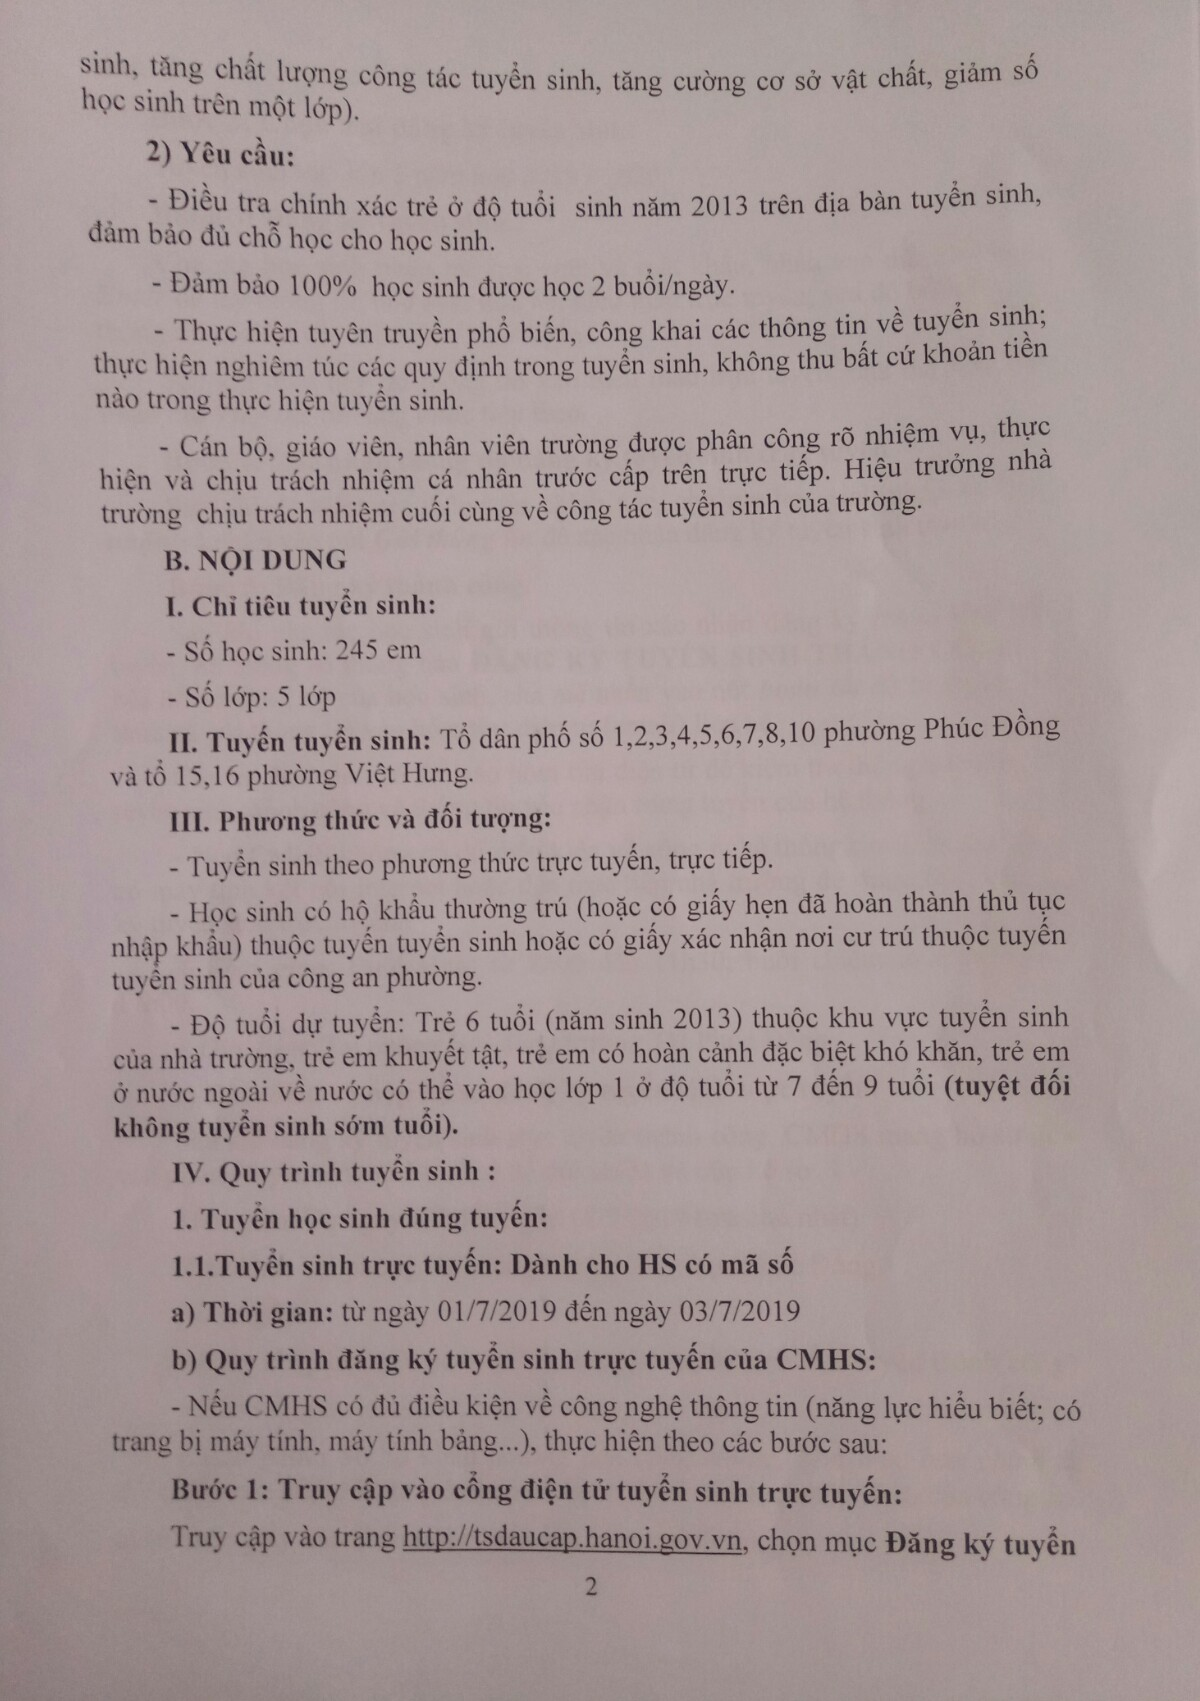 sinh, tăng chất lượng công tác tuyển sinh, tăng cường cơ sở vật chất, giảm số
học sinh trên một lớp).
2) Yêu cầu:
- Điều tra chính xác trẻ ở độ tuổi sinh năm 2013 trên địa bàn tuyển sinh,
đảm bảo đủ chỗ học cho học sinh.
- Đảm bảo 100% học sinh được học 2 buổi/ngày.
- Thực hiện tuyên truyền phổ biến, công khai các thông tin về tuyển sinh;
thực hiện nghiêm túc các quy định trong tuyển sinh, không thu bất cứ khoản tiền
nào trong thực hiện tuyển sinh.
- Cán bộ, giáo viên, nhân viên trường được phân công rõ nhiệm vụ, thực
hiện và chịu trách nhiệm cá nhân trước cấp trên trực tiếp. Hiệu trưởng nhà
trường chịu trách nhiệm cuối cùng về công tác tuyển sinh của trường.
B. NỘI DUNG
I. Chỉ tiêu tuyển sinh:
- Số học sinh: 245 em
- Số lớp: 5 lớp
II. Tuyến tuyển sinh: Tổ dân phố số 1,2,3,4,5,6,7,8,10 phường Phúc Đồng
và tổ 15,16 phường Việt Hưng.
III. Phương thức và đối tượng:
- Tuyển sinh theo phương thức trực tuyến, trực tiếp.
- Học sinh có hộ khẩu thường trú (hoặc có giấy hẹn đã hoàn thành thủ tục
nhập khẩu) thuộc tuyến tuyển sinh hoặc có giấy xác nhận nơi cư trú thuộc tuyến
tuyển sinh của công an phường.
- Độ tuổi dự tuyển: Trẻ 6 tuổi (năm sinh 2013) thuộc khu vực tuyển sinh
của nhà trường, trẻ em khuyết tật, trẻ em có hoàn cảnh đặc biệt khó khăn, trẻ em
ở nước ngoài về nước có thể vào học lớp 1 ở độ tuổi từ 7 đến 9 tuổi (tuyệt đối
không tuyển sinh sớm tuổi).
IV. Quy trình tuyển sinh :
1. Tuyển học sinh đúng tuyến:
1.1.Tuyển sinh trực tuyến: Dành cho HS có mã số
a) Thời gian: từ ngày 01/7/2019 đến ngày 03/7/2019
b) Quy trình đăng ký tuyển sinh trực tuyến của CMHS:
- Nếu CMHS có đủ điều kiện về công nghệ thông tin (năng lực hiểu biết; có
trang bị máy tính, máy tính bảng...), thực hiện theo các bước sau:
Bước 1: Truy cập vào cổng điện tử tuyển sinh trực tuyến:
Truy cập vào trang http://tsdaucap.hanoi.gov.vn, chọn mục Đăng ký tuyển
2